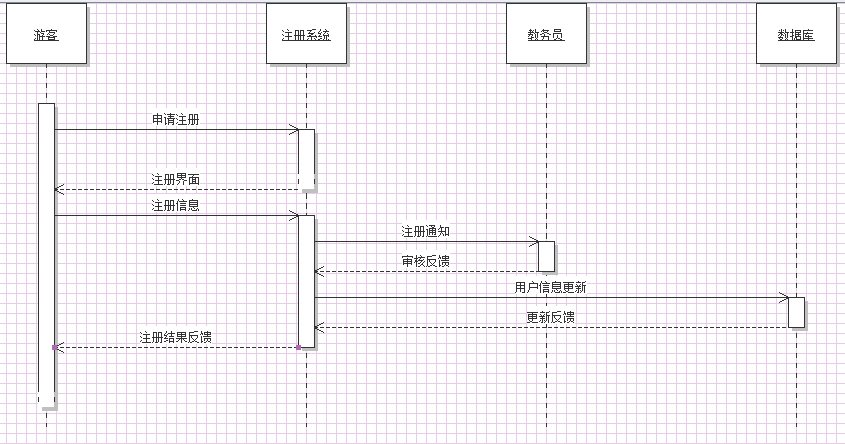 游客
注册系统
教务员
数据库
申请注册
注册界面
注册信息
注册通知
审核反馈
用户信息更新
更新反馈
注册结果反馈